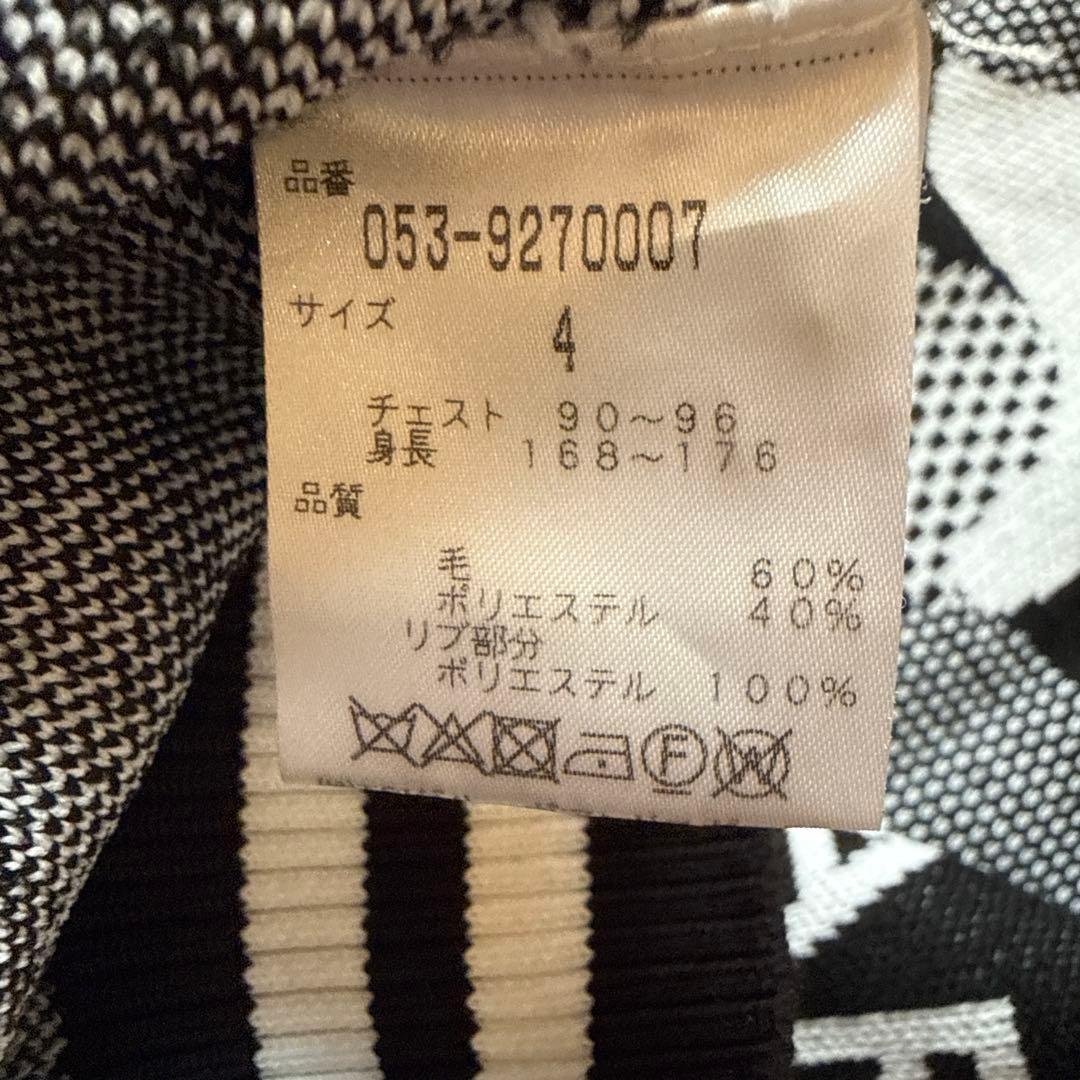 品番
053-9270007
サイズ 4
チェスト 90〜96
身長 168〜176
品質
毛 60%
ポリエステル 40%
リブ部分
ポリエステル 100%
F W